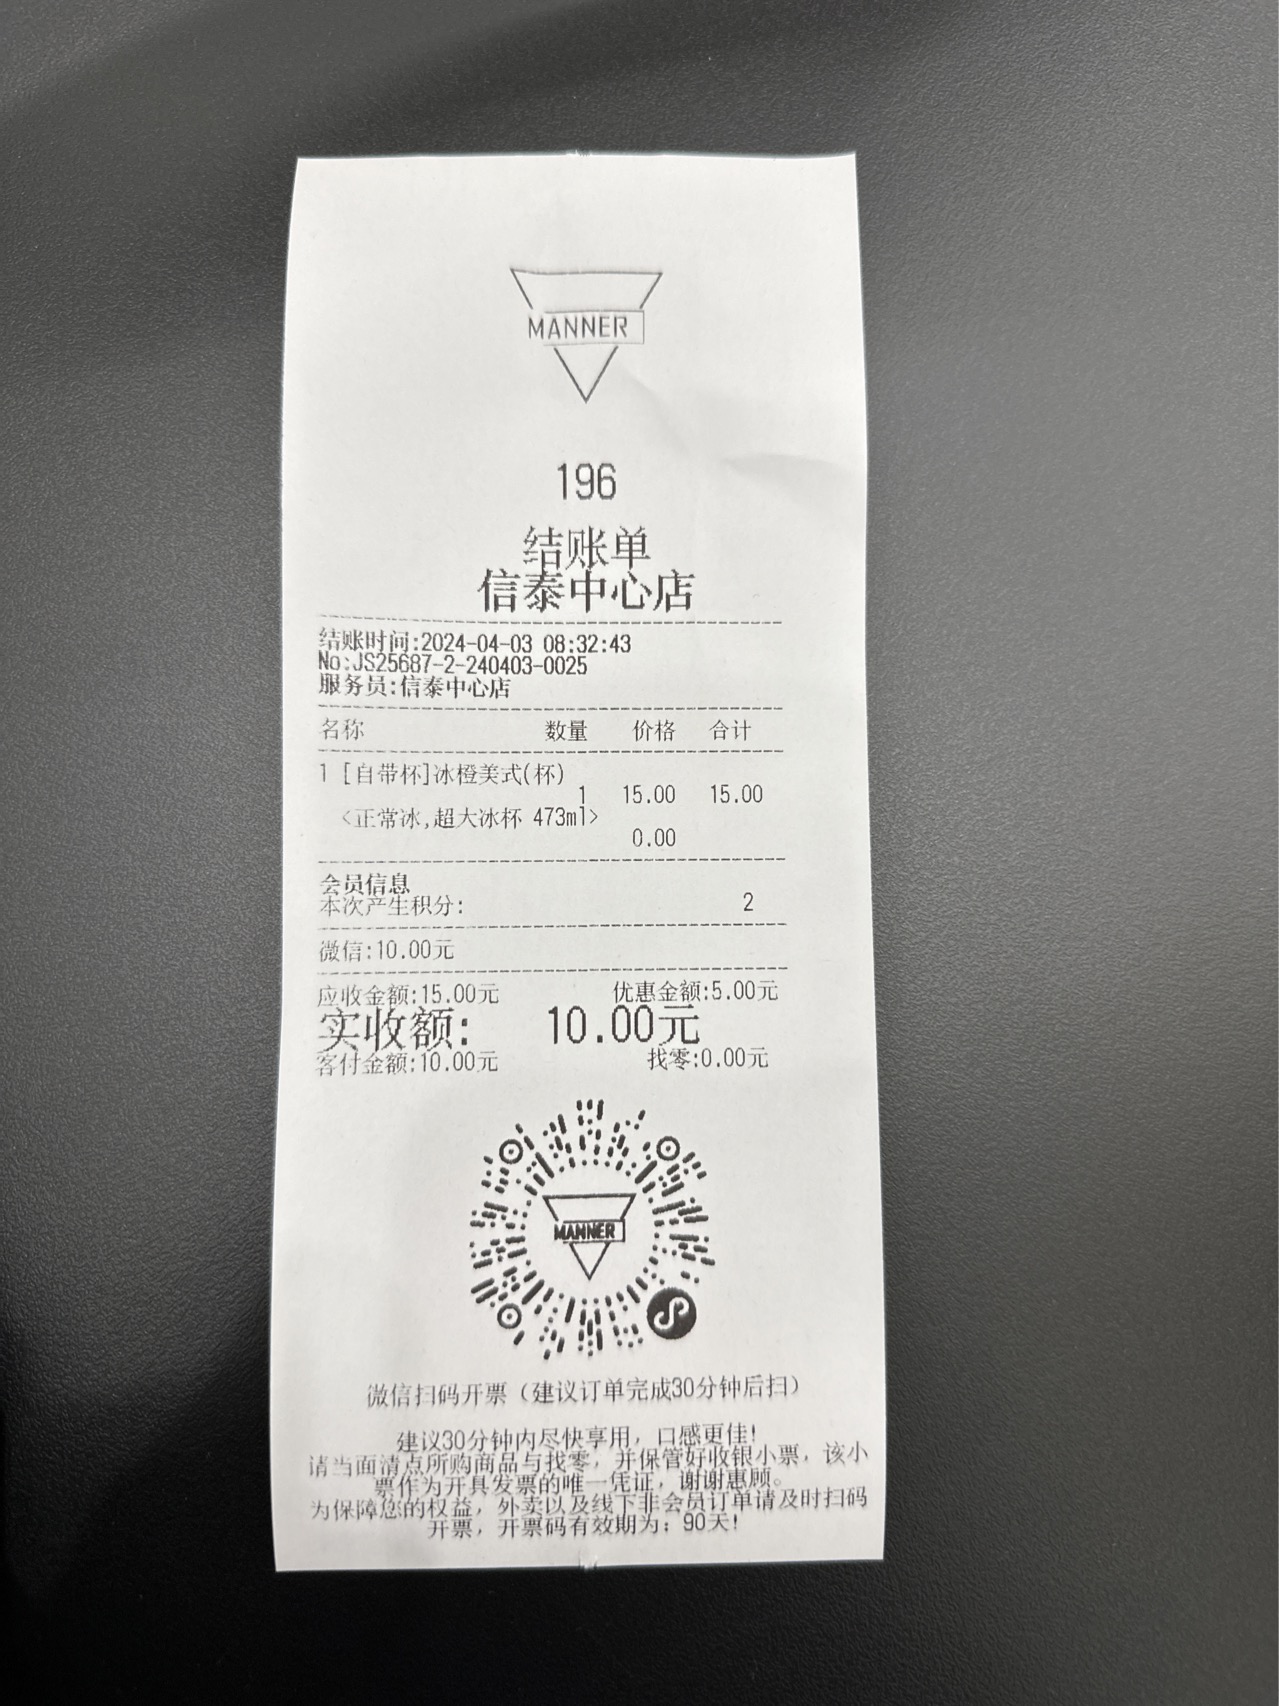 MANNER
196
结账单
信泰中心店
结账时间:2024-04-03 08:32:43
No:JS25687-2-240403-0025
服务员:信泰中心店
名称 数量 价格 合计
1 [自带杯]冰橙美式(杯)
1 15.00 15.00
<正常冰,超大冰杯 473ml>
0.00
会员信息
本次产生积分: 2
微信:10.00元
应收金额:15.00元 优惠金额:5.00元
实收额: 10.00元
客付金额:10.00元 找零:0.00元
MANNER
微信扫码开票（建议订单完成30分钟后扫）
建议30分钟内尽快享用，口感更佳!
请当面清点所购商品与找零，并保管好收银小票，该小
票作为开具发票的唯一凭证，谢谢惠顾。
为保障您的权益，外卖以及线下非会员订单请及时扫码
开票，开票码有效期为：90天!